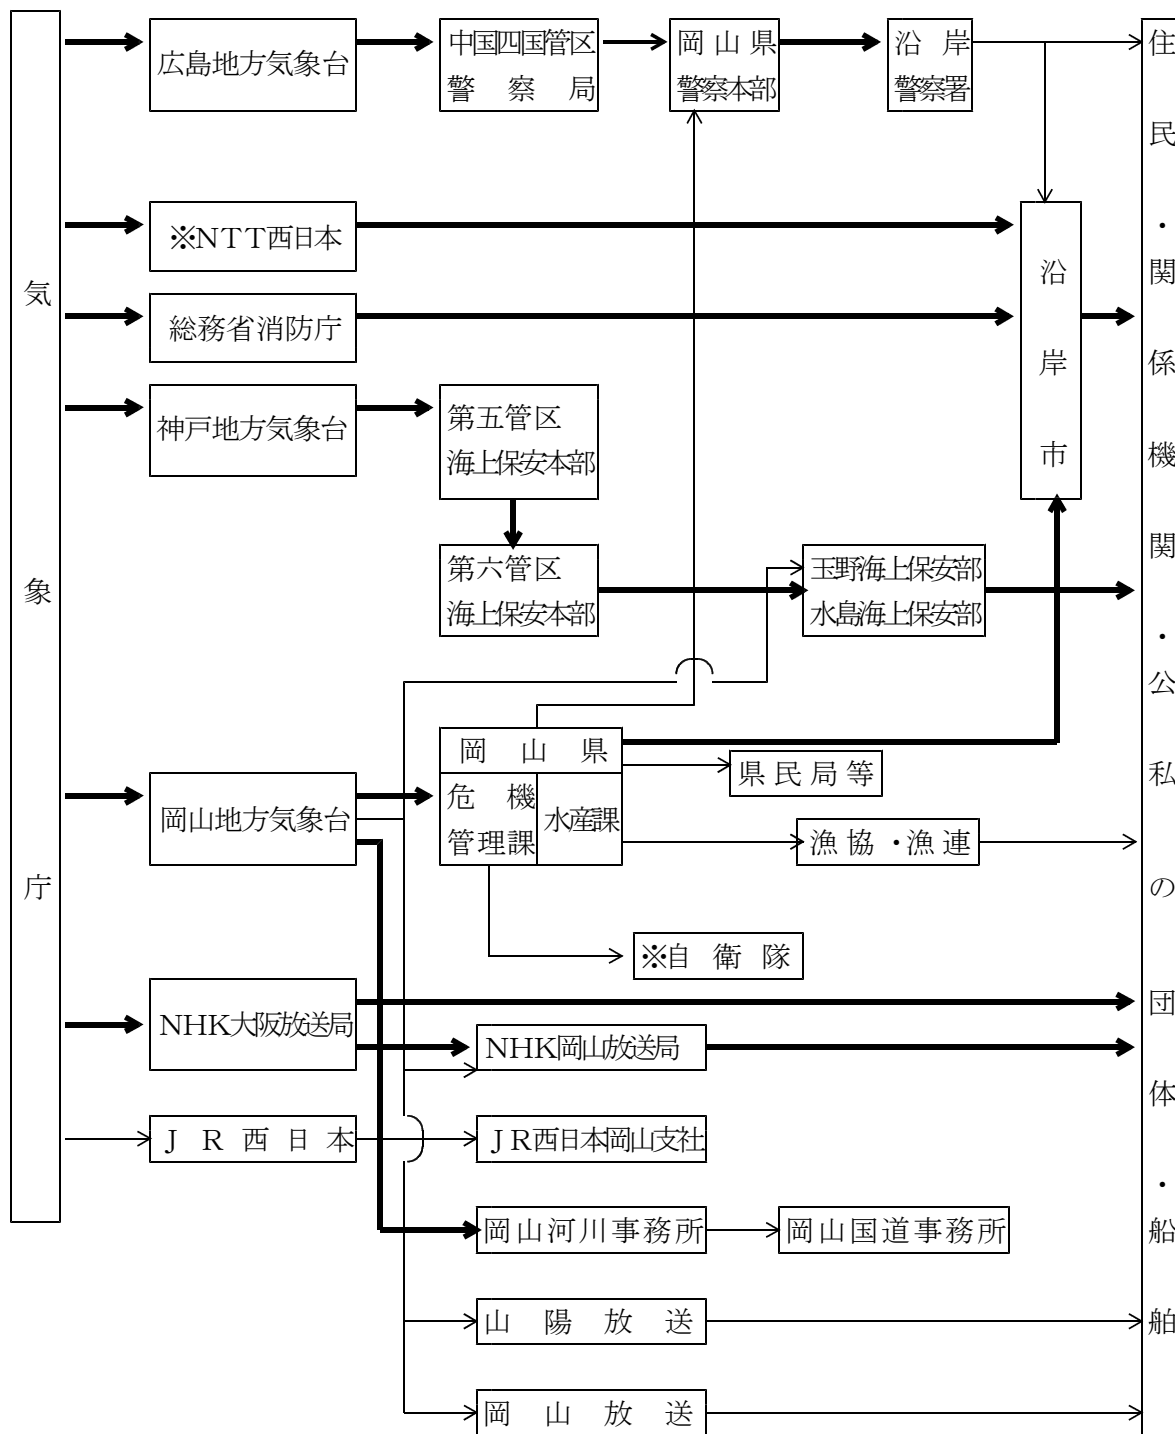 気象庁
広島地方気象台
中国四国管区
警察局
岡山県
警察本部
沿岸
警察署
※NTT西日本
総務省消防庁
神戸地方気象台
第五管区
海上保安本部
第六管区
海上保安本部
玉野海上保安部
水島海上保安部
沿岸市
岡山地方気象台
岡山県
危機
管理課
水産課
県民局等
漁協・漁連
※自衛隊
NHK大阪放送局
NHK岡山放送局
JR西日本
JR西日本岡山支社
岡山河川事務所
岡山国道事務所
山陽放送
岡山放送
住民・関係機関・公私の団体・船舶